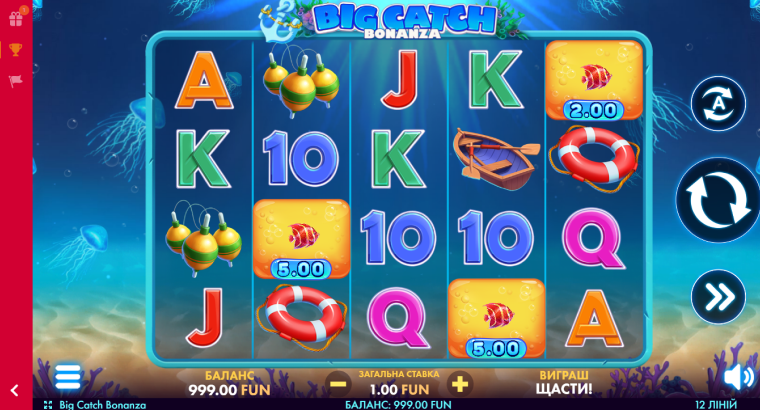 BIG CATCH
BONANZA
A
J
K
2.00
A
K
10
K
5.00
10
10
Q
J
Q
5.00
A
БАЛАНС
999.00 FUN
ЗАГАЛЬНА СТАВКА
1.00 FUN
ВИГРАШ
ЩАСТИ!
Big Catch Bonanza
БАЛАНС: 999.00 FUN
12 ЛІНІЙ